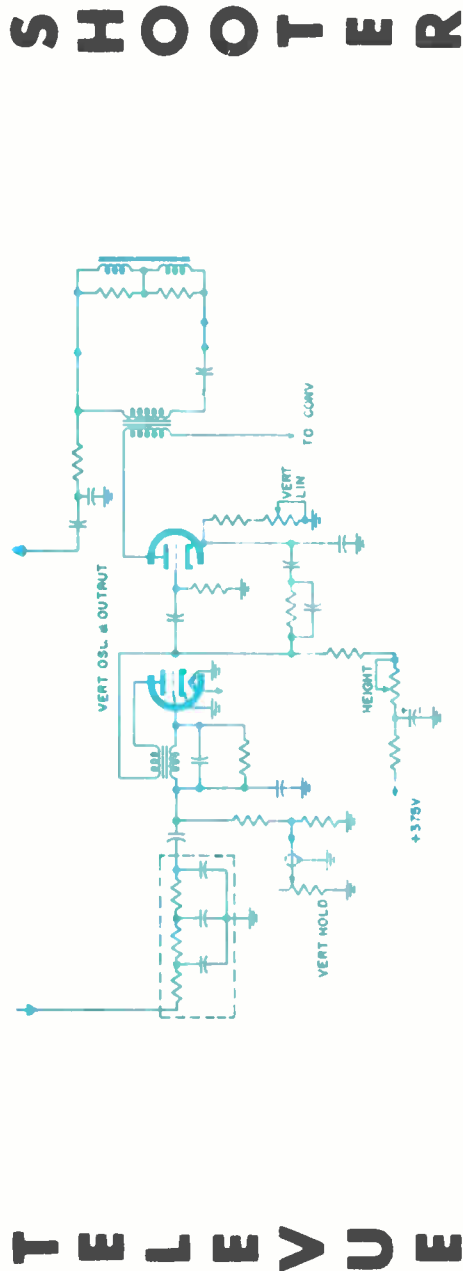 TELEVUE
SHOOTER
VERT OSL & OUTPUT
TO CONV
VERT
LIN
HEIGHT
+375V
VERT HOLD